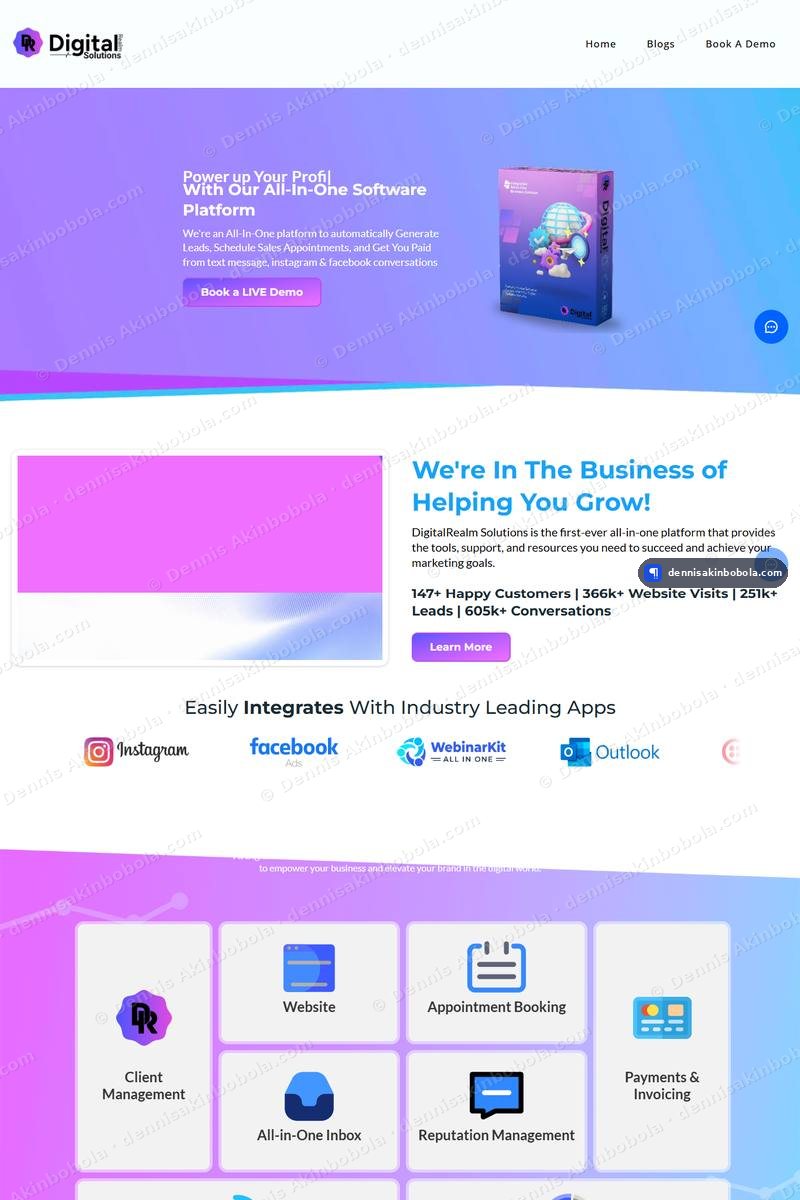 Digital
Realm
Solutions
Home
Blogs
Book A Demo
Power up Your Profi|
With Our All-In-One Software
Platform
We're an All-In-One platform to automatically Generate
Leads, Schedule Sales Appointments, and Get You Paid
from text message, instagram & facebook conversations
Book a LIVE Demo
Digital
We're In The Business of
Helping You Grow!
DigitalRealm Solutions is the first-ever all-in-one platform that provides
the tools, support, and resources you need to succeed and achieve your
marketing goals.
dennisakinbobola.com
147+ Happy Customers | 366k+ Website Visits | 251k+
Leads | 605k+ Conversations
Learn More
Easily Integrates With Industry Leading Apps
Instagram
facebook
Ads
WebinarKit
ALL IN ONE
Outlook
to empower your business and elevate your brand in the digital world.
Client
Management
Website
Appointment Booking
Payments &
Invoicing
All-in-One Inbox
Reputation Management
© Dennis Akinbobola · dennisakinbobola.com